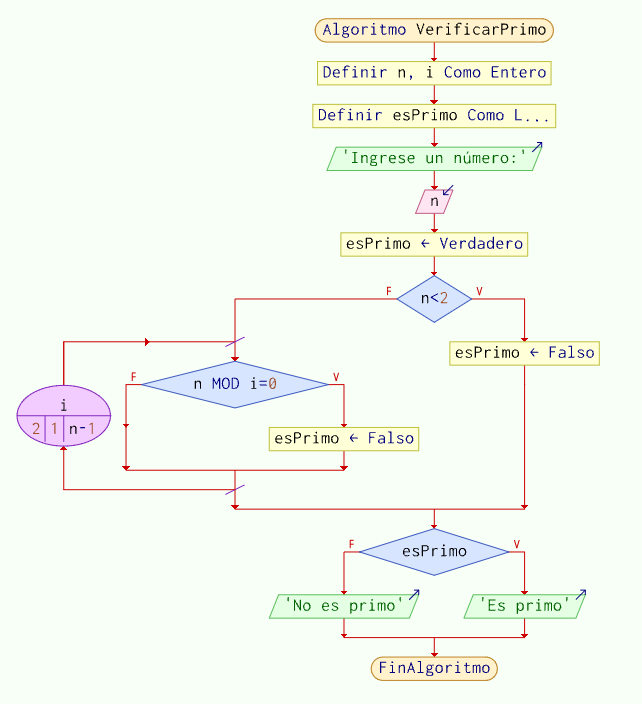 Algoritmo VerificarPrimo
Definir n, i Como Entero
Definir esPrimo Como L...
'Ingrese un número:'
n
esPrimo ← Verdadero
F
n<2
V
esPrimo ← Falso
F
n MOD i=0
V
i
2 1 n-1
esPrimo ← Falso
F
esPrimo
V
'No es primo'
'Es primo'
FinAlgoritmo